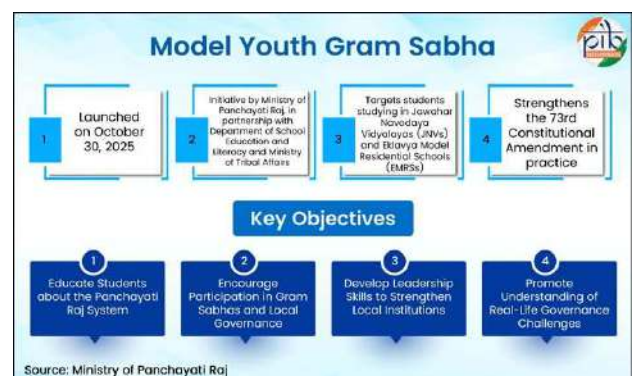 Model Youth Gram Sabha
pib
1
Launched
on October
30, 2025
2
Initiative by Ministry of
Panchayati Raj, in
partnership with
Department of School
Education and
Literacy and Ministry
of Tribal Affairs
3
Targets students
studying in Jawahar
Navodaya
Vidyalayas (JNVs)
and Eklavya Model
Residential Schools
(EMRSs)
4
Strengthens
the 73rd
Constitutional
Amendment in
practice
Key Objectives
1
Educate Students
about the Panchayati
Raj System
2
Encourage
Participation in Gram
Sabhas and Local
Governance
3
Develop Leadership
Skills to Strengthen
Local Institutions
4
Promote
Understanding of
Real-Life Governance
Challenges
Source: Ministry of Panchayati Raj